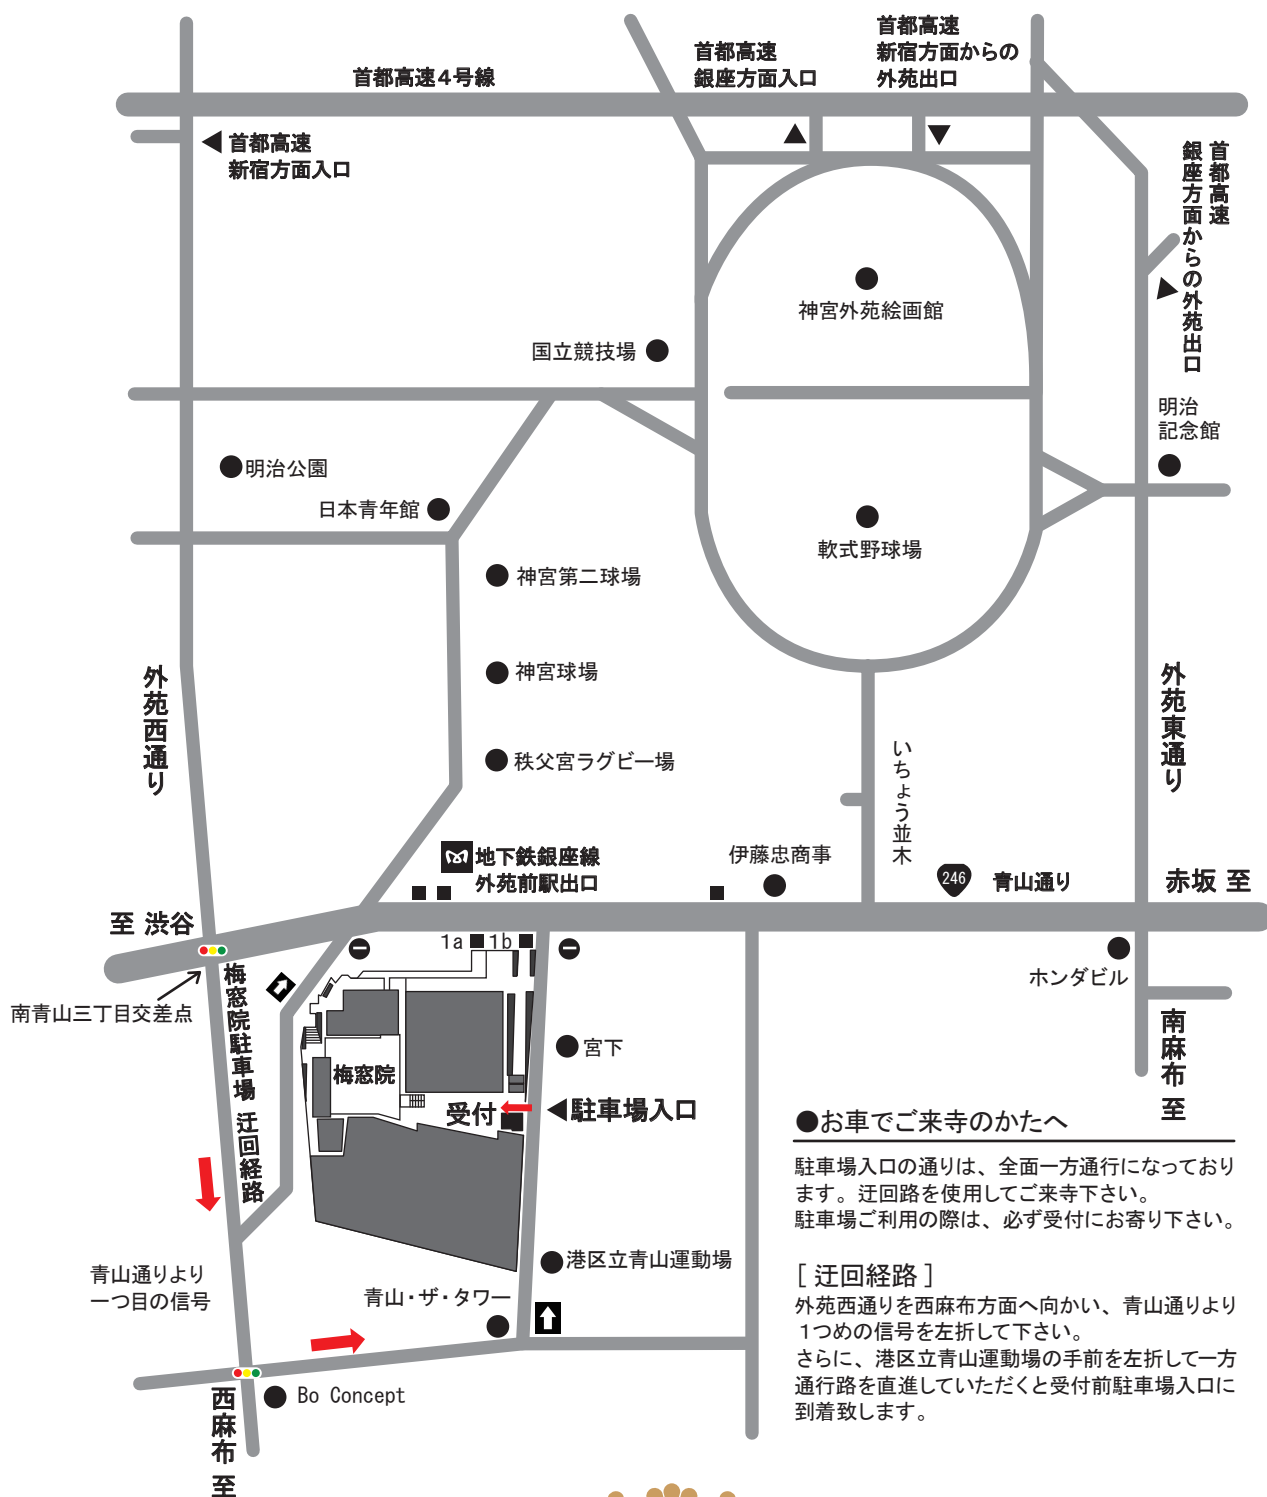 首都高速
新宿方面からの
外苑出口
首都高速
銀座方面入口
首都高速4号線
首都高速
新宿方面入口
首都高速
銀座方面からの外苑出口
神宮外苑絵画館
国立競技場
明治
記念館
明治公園
日本青年館
軟式野球場
神宮第二球場
神宮球場
外苑西通り
外苑東通り
秩父宮ラグビー場
いちょう並木
地下鉄銀座線
外苑前駅出口
伊藤忠商事
246
青山通り
赤坂 至
至 渋谷
1a
1b
ホンダビル
南青山三丁目交差点
梅窓院駐車場 迂回経路
宮下
南麻布 至
梅窓院
受付
駐車場入口
●お車でご来寺のかたへ
駐車場入口の通りは、全面一方通行になっており
ます。迂回路を使用してご来寺下さい。
駐車場ご利用の際は、必ず受付にお寄り下さい。
港区立青山運動場
青山通りより
一つ目の信号
青山・ザ・タワー
[ 迂回経路 ]
外苑西通りを西麻布方面へ向かい、青山通りより
1つめの信号を左折して下さい。
さらに、港区立青山運動場の手前を左折して一方
通行路を直進していただくと受付前駐車場入口に
到着致します。
Bo Concept
西麻布 至